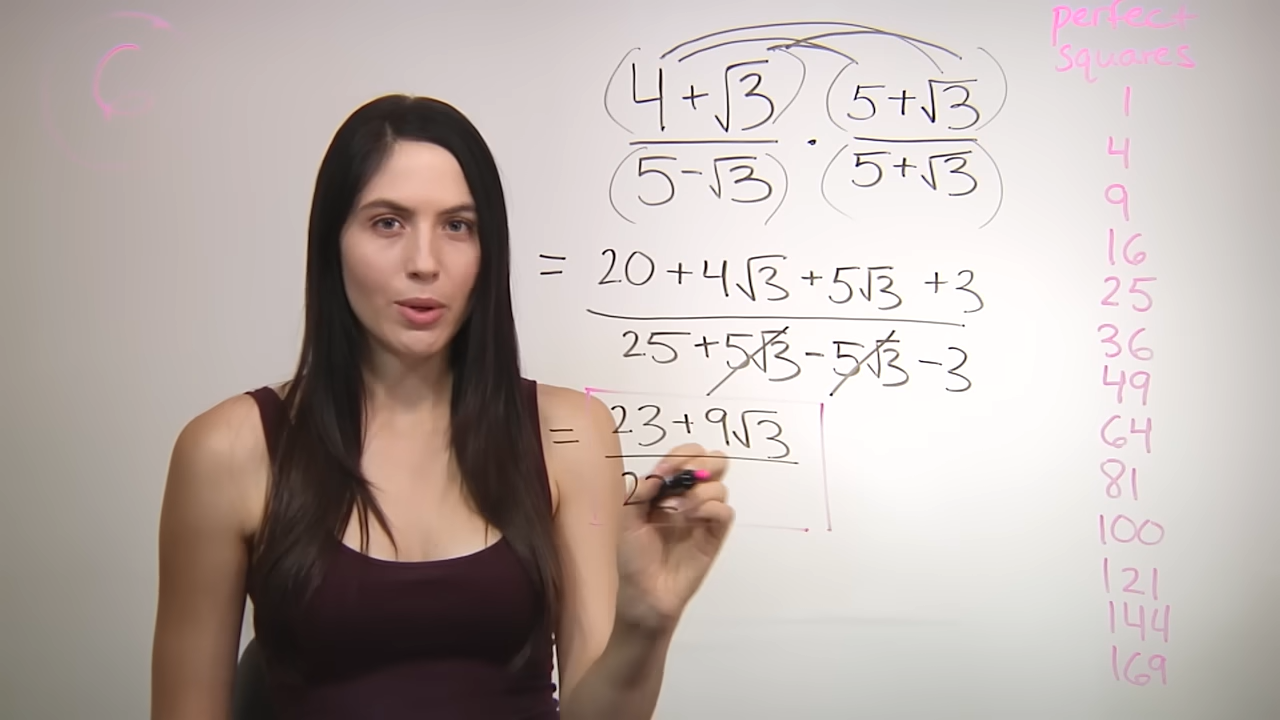 (4+√3) (5+√3)
(5-√3) · (5+√3)
= 20 + 4√3 + 5√3 + 3
25 + 5√3 - 5√3 - 3
= 23 + 9√3
22
perfect
squares
1
4
9
16
25
36
49
64
81
100
121
144
169